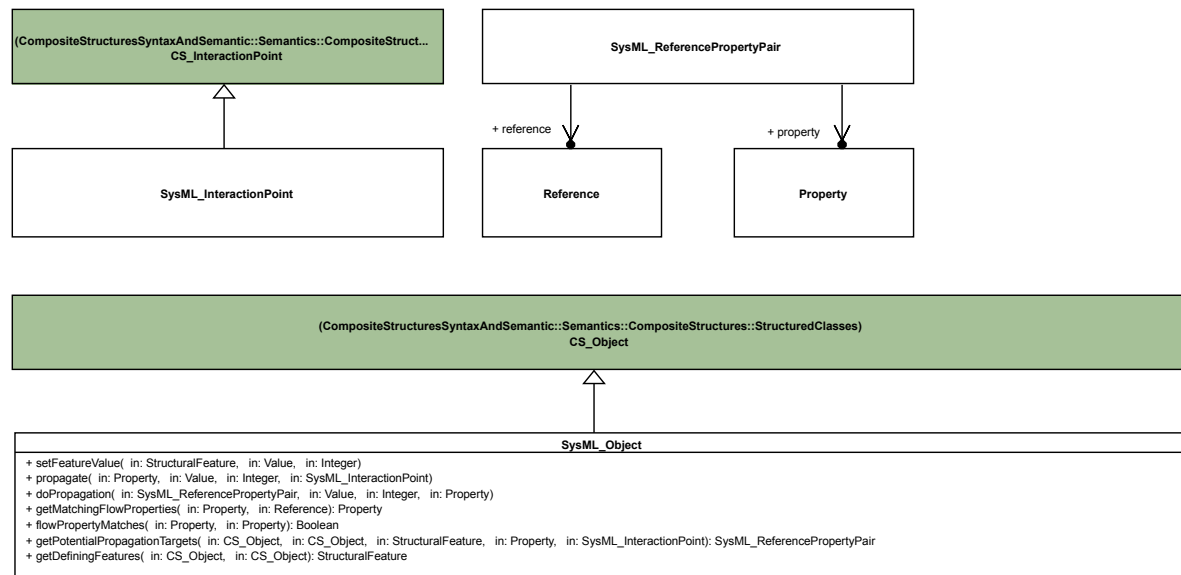 (CompositeStructuresSyntaxAndSemantic::Semantics::CompositeStruct...
CS_InteractionPoint
SysML_ReferencePropertyPair
+ reference
+ property
SysML_InteractionPoint
Reference
Property
(CompositeStructuresSyntaxAndSemantic::Semantics::CompositeStructures::StructuredClasses)
CS_Object
SysML_Object
+ setFeatureValue( in: StructuralFeature, in: Value, in: Integer)
+ propagate( in: Property, in: Value, in: Integer, in: SysML_InteractionPoint)
+ doPropagation( in: SysML_ReferencePropertyPair, in: Value, in: Integer, in: Property)
+ getMatchingFlowProperties( in: Property, in: Reference): Property
+ flowPropertyMatches( in: Property, in: Property): Boolean
+ getPotentialPropagationTargets( in: CS_Object, in: CS_Object, in: StructuralFeature, in: Property, in: SysML_InteractionPoint): SysML_ReferencePropertyPair
+ getDefiningFeatures( in: CS_Object, in: CS_Object): StructuralFeature